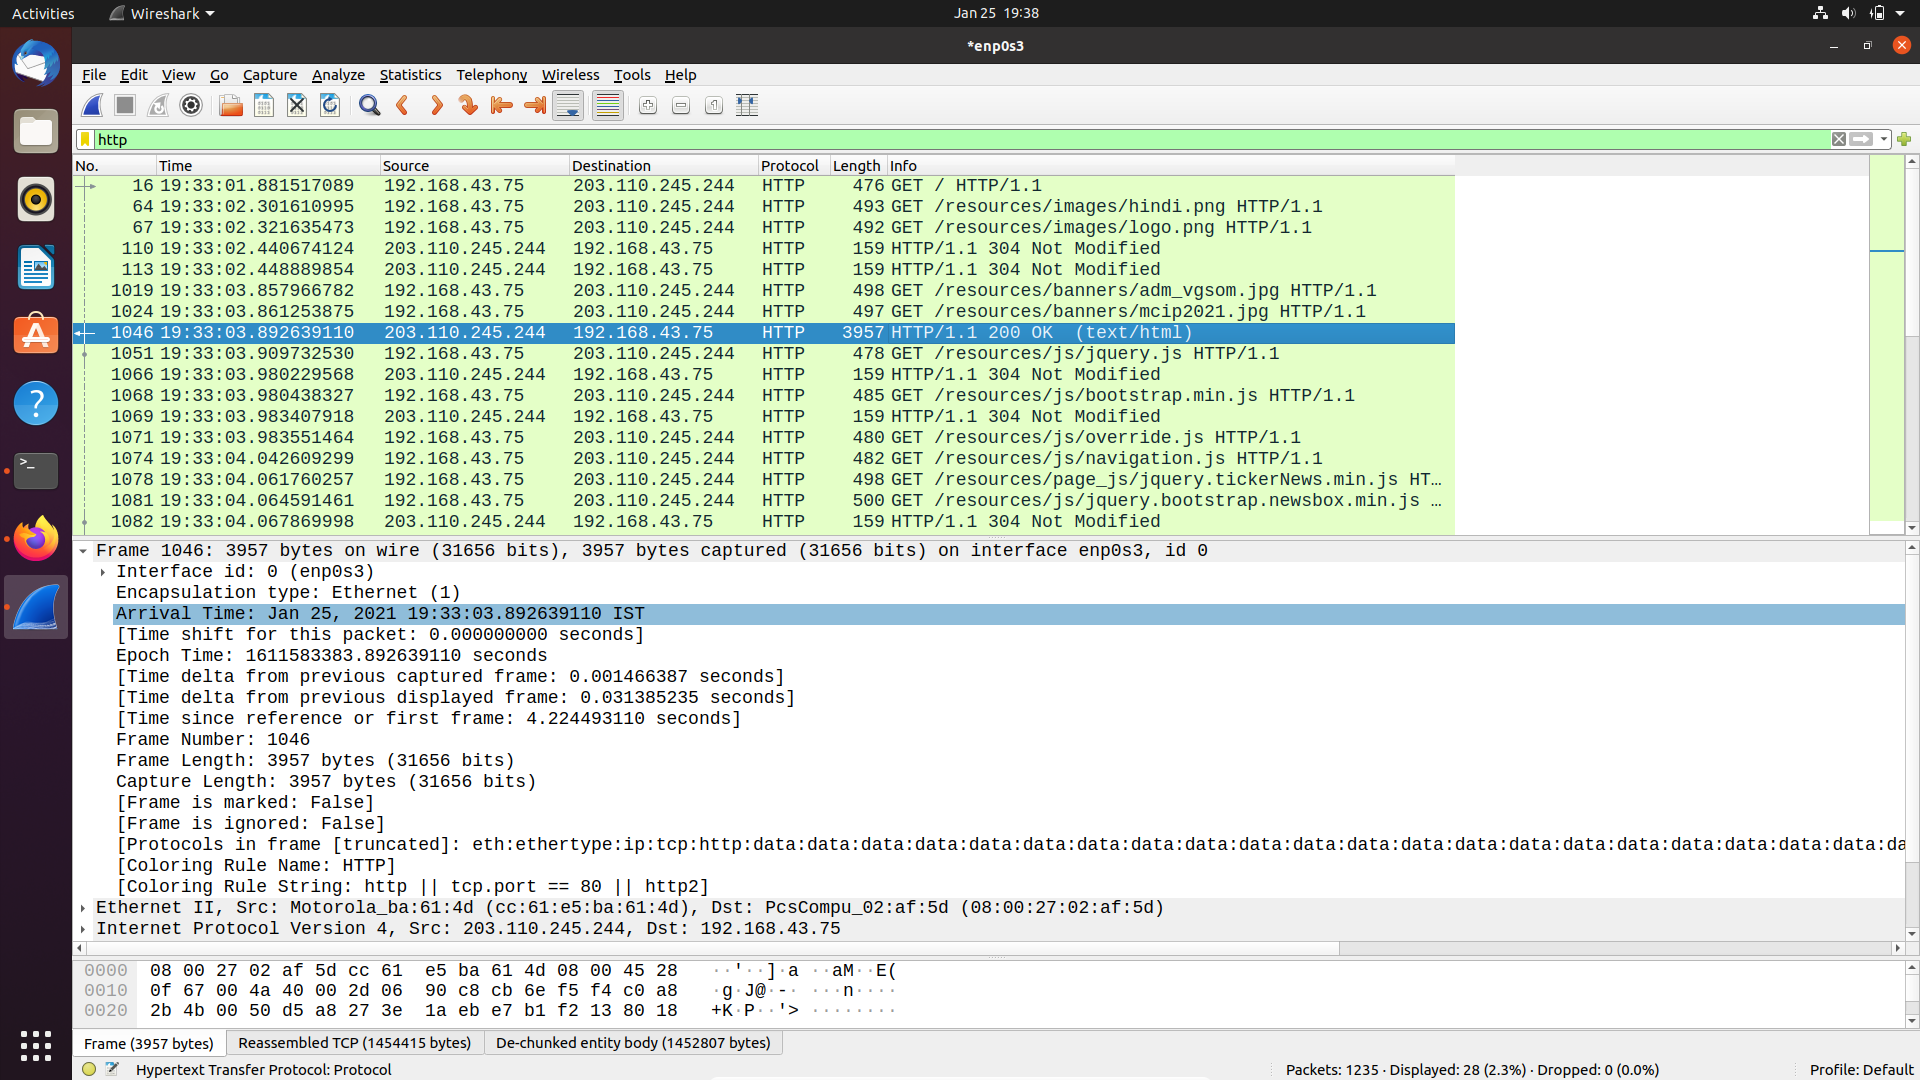 Activities Wireshark Jan 25 19:38
*enp0s3
File Edit View Go Capture Analyze Statistics Telephony Wireless Tools Help
http
No. Time Source Destination Protocol Length Info
16 19:33:01.881517089 192.168.43.75 203.110.245.244 HTTP 476 GET / HTTP/1.1
64 19:33:02.301610995 192.168.43.75 203.110.245.244 HTTP 493 GET /resources/images/hindi.png HTTP/1.1
67 19:33:02.321635473 192.168.43.75 203.110.245.244 HTTP 492 GET /resources/images/logo.png HTTP/1.1
110 19:33:02.440674124 203.110.245.244 192.168.43.75 HTTP 159 HTTP/1.1 304 Not Modified
113 19:33:02.448889854 203.110.245.244 192.168.43.75 HTTP 159 HTTP/1.1 304 Not Modified
1019 19:33:03.857966782 192.168.43.75 203.110.245.244 HTTP 498 GET /resources/banners/adm_vgsom.jpg HTTP/1.1
1024 19:33:03.861253875 192.168.43.75 203.110.245.244 HTTP 497 GET /resources/banners/mcip2021.jpg HTTP/1.1
1046 19:33:03.892639110 203.110.245.244 192.168.43.75 HTTP 3957 HTTP/1.1 200 OK (text/html)
1051 19:33:03.909732530 192.168.43.75 203.110.245.244 HTTP 478 GET /resources/js/jquery.js HTTP/1.1
1066 19:33:03.980229568 203.110.245.244 192.168.43.75 HTTP 159 HTTP/1.1 304 Not Modified
1068 19:33:03.980438327 192.168.43.75 203.110.245.244 HTTP 485 GET /resources/js/bootstrap.min.js HTTP/1.1
1069 19:33:03.983407918 203.110.245.244 192.168.43.75 HTTP 159 HTTP/1.1 304 Not Modified
1071 19:33:03.983551464 192.168.43.75 203.110.245.244 HTTP 480 GET /resources/js/override.js HTTP/1.1
1074 19:33:04.042609299 192.168.43.75 203.110.245.244 HTTP 482 GET /resources/js/navigation.js HTTP/1.1
1078 19:33:04.061760257 192.168.43.75 203.110.245.244 HTTP 498 GET /resources/page_js/jquery.tickerNews.min.js HT…
1081 19:33:04.064591461 192.168.43.75 203.110.245.244 HTTP 500 GET /resources/js/jquery.bootstrap.newsbox.min.js …
1082 19:33:04.067869998 203.110.245.244 192.168.43.75 HTTP 159 HTTP/1.1 304 Not Modified
Frame 1046: 3957 bytes on wire (31656 bits), 3957 bytes captured (31656 bits) on interface enp0s3, id 0
Interface id: 0 (enp0s3)
Encapsulation type: Ethernet (1)
Arrival Time: Jan 25, 2021 19:33:03.892639110 IST
[Time shift for this packet: 0.000000000 seconds]
Epoch Time: 1611583383.892639110 seconds
[Time delta from previous captured frame: 0.001466387 seconds]
[Time delta from previous displayed frame: 0.031385235 seconds]
[Time since reference or first frame: 4.224493110 seconds]
Frame Number: 1046
Frame Length: 3957 bytes (31656 bits)
Capture Length: 3957 bytes (31656 bits)
[Frame is marked: False]
[Frame is ignored: False]
[Protocols in frame [truncated]: eth:ethertype:ip:tcp:http:data:data:data:data:data:data:data:data:data:data:data:data:data:data:data:data:data:data:data:data:data:da
[Coloring Rule Name: HTTP]
[Coloring Rule String: http || tcp.port == 80 || http2]
Ethernet II, Src: Motorola_ba:61:4d (cc:61:e5:ba:61:4d), Dst: PcsCompu_02:af:5d (08:00:27:02:af:5d)
Internet Protocol Version 4, Src: 203.110.245.244, Dst: 192.168.43.75
0000 08 00 27 02 af 5d cc 61 e5 ba 61 4d 08 00 45 28 ··'··]·a ··aM··E(
0010 0f 67 00 4a 40 00 2d 06 90 c8 cb 6e f5 f4 c0 a8 ·g·J@·-· ···n····
0020 2b 4b 00 50 d5 a8 27 3e 1a eb e7 b1 f2 13 80 18 +K·P··'> ········
Frame (3957 bytes) Reassembled TCP (1454415 bytes) De-chunked entity body (1452807 bytes)
Hypertext Transfer Protocol: Protocol Packets: 1235 · Displayed: 28 (2.3%) · Dropped: 0 (0.0%) Profile: Default